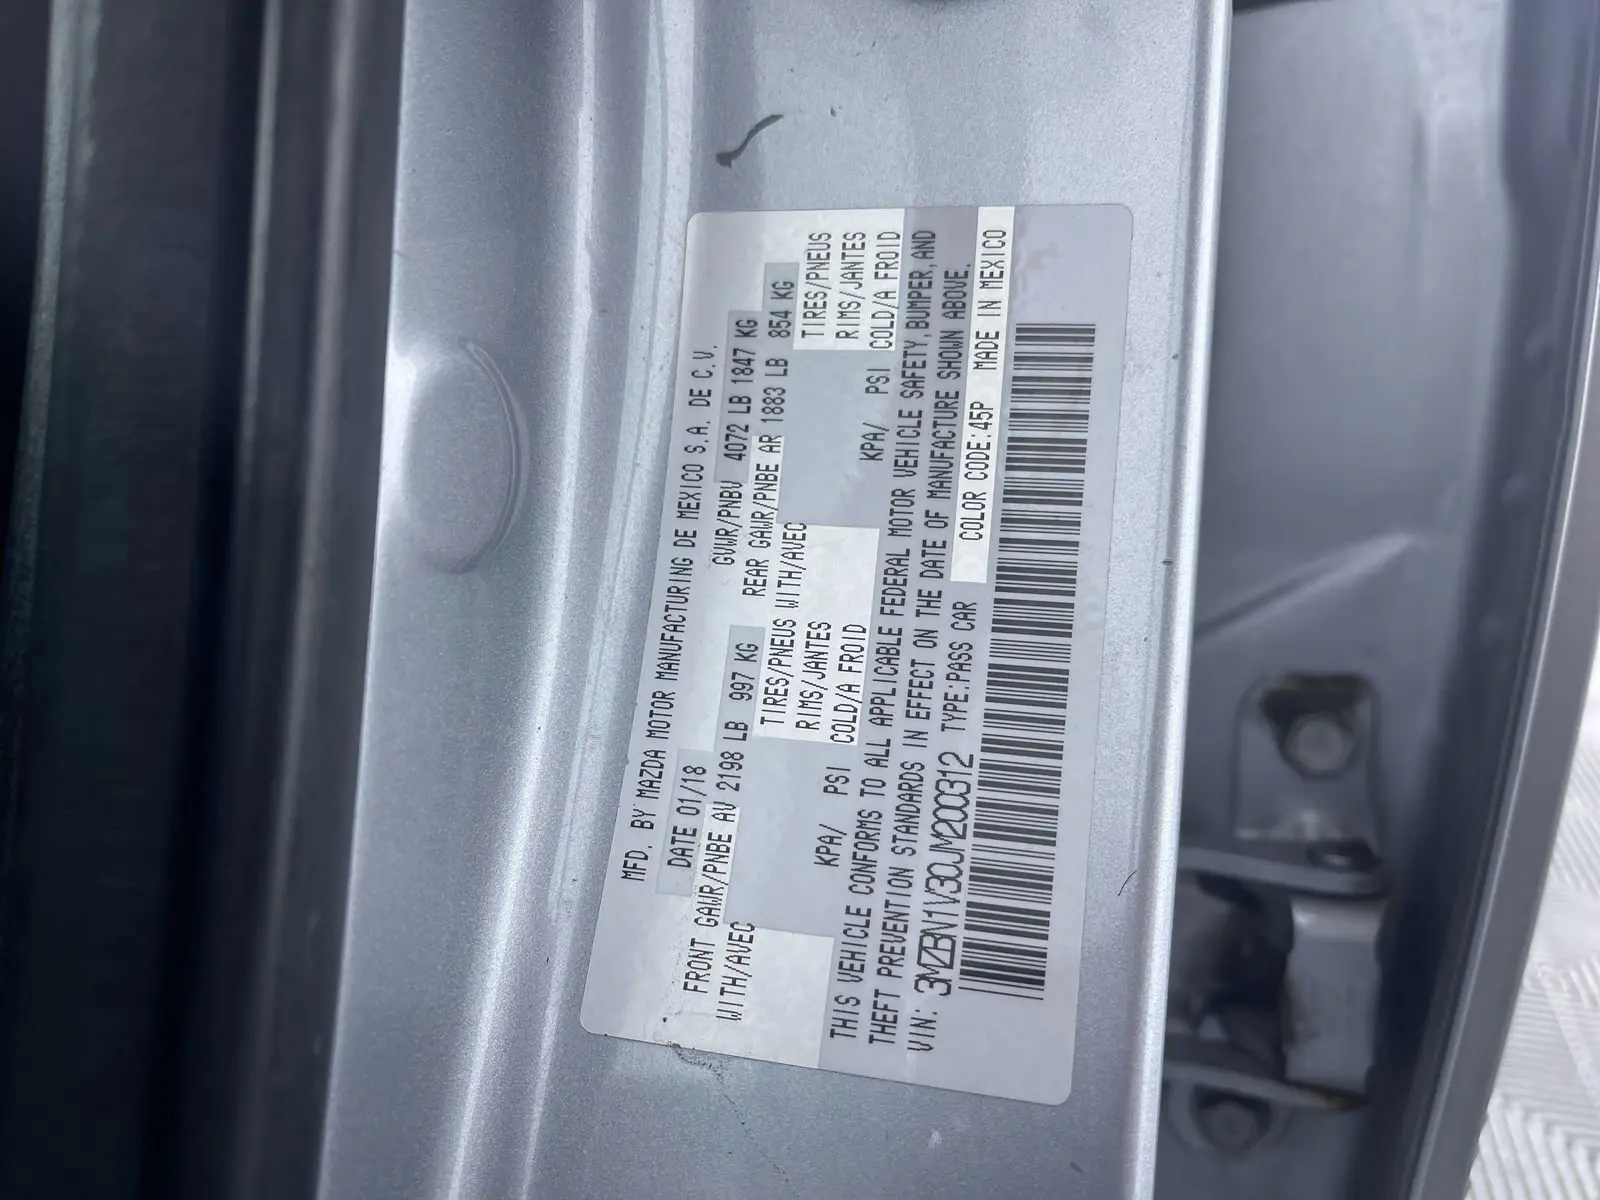 MFD. BY MAZDA MOTOR MANUFACTURING DE MEXICO S.A. DE C.V.
DATE 01/18 GVWR/PNBV 4072 LB 1847 KG
FRONT GAWR/PNBE AV 2198 LB 997 KG REAR GAWR/PNBE AR 1883 LB 854 KG
WITH/AVEC TIRES/PNEUS WITH/AVEC TIRES/PNEUS
RIMS/JANTES RIMS/JANTES
KPA/ PSI COLD/A FROID KPA/ PSI COLD/A FROID
THIS VEHICLE CONFORMS TO ALL APPLICABLE FEDERAL MOTOR VEHICLE SAFETY, BUMPER, AND
THEFT PREVENTION STANDARDS IN EFFECT ON THE DATE OF MANUFACTURE SHOWN ABOVE.
VIN: 3MZBN1V30JM200312 TYPE:PASS CAR COLOR CODE:45P MADE IN MEXICO